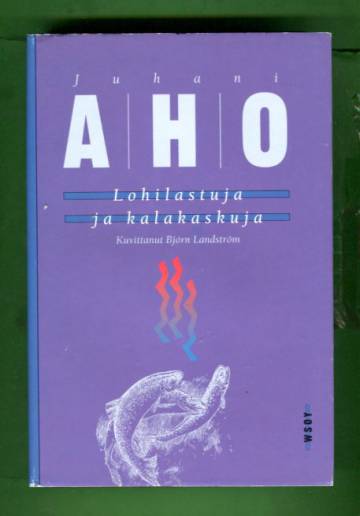 Juhani
AHO
Lohilastuja
ja kalakaskuja
Kuvittanut Björn Landström
WSOY